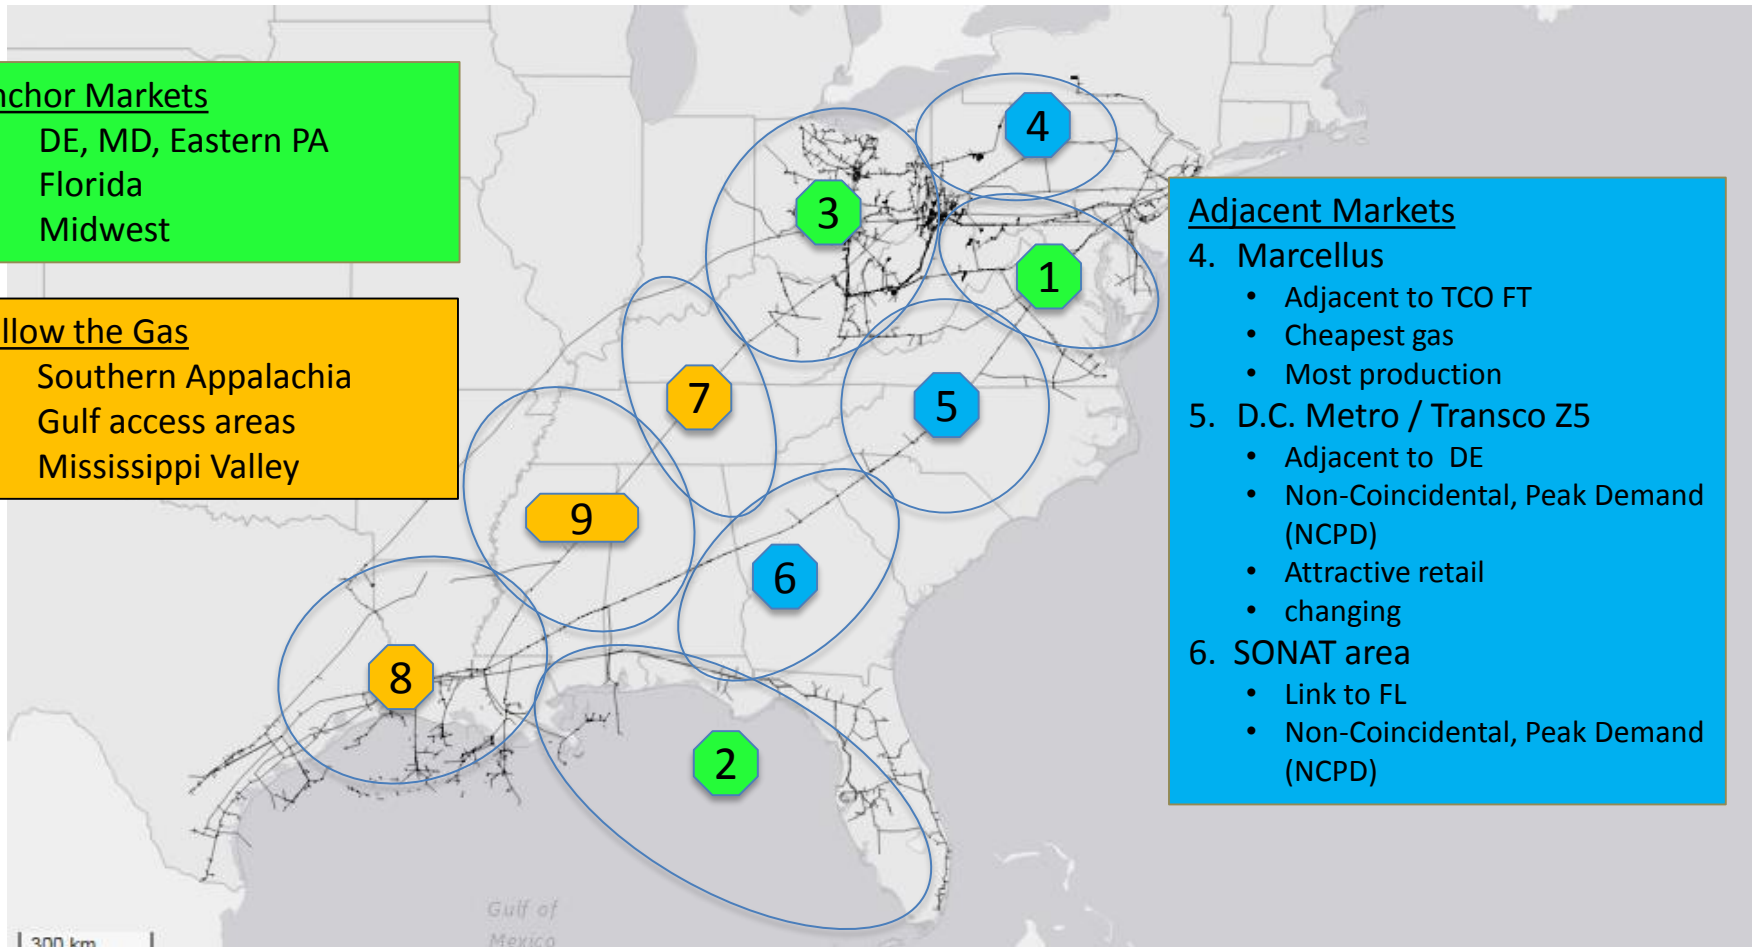 nchor Markets
DE, MD, Eastern PA
Florida
Midwest
llow the Gas
Southern Appalachia
Gulf access areas
Mississippi Valley
4
3
1
7
5
9
6
8
2
Adjacent Markets
4. Marcellus
• Adjacent to TCO FT
• Cheapest gas
• Most production
5. D.C. Metro / Transco Z5
• Adjacent to DE
• Non-Coincidental, Peak Demand
(NCPD)
• Attractive retail
• changing
6. SONAT area
• Link to FL
• Non-Coincidental, Peak Demand
(NCPD)
Gulf of
Mexico
300 km